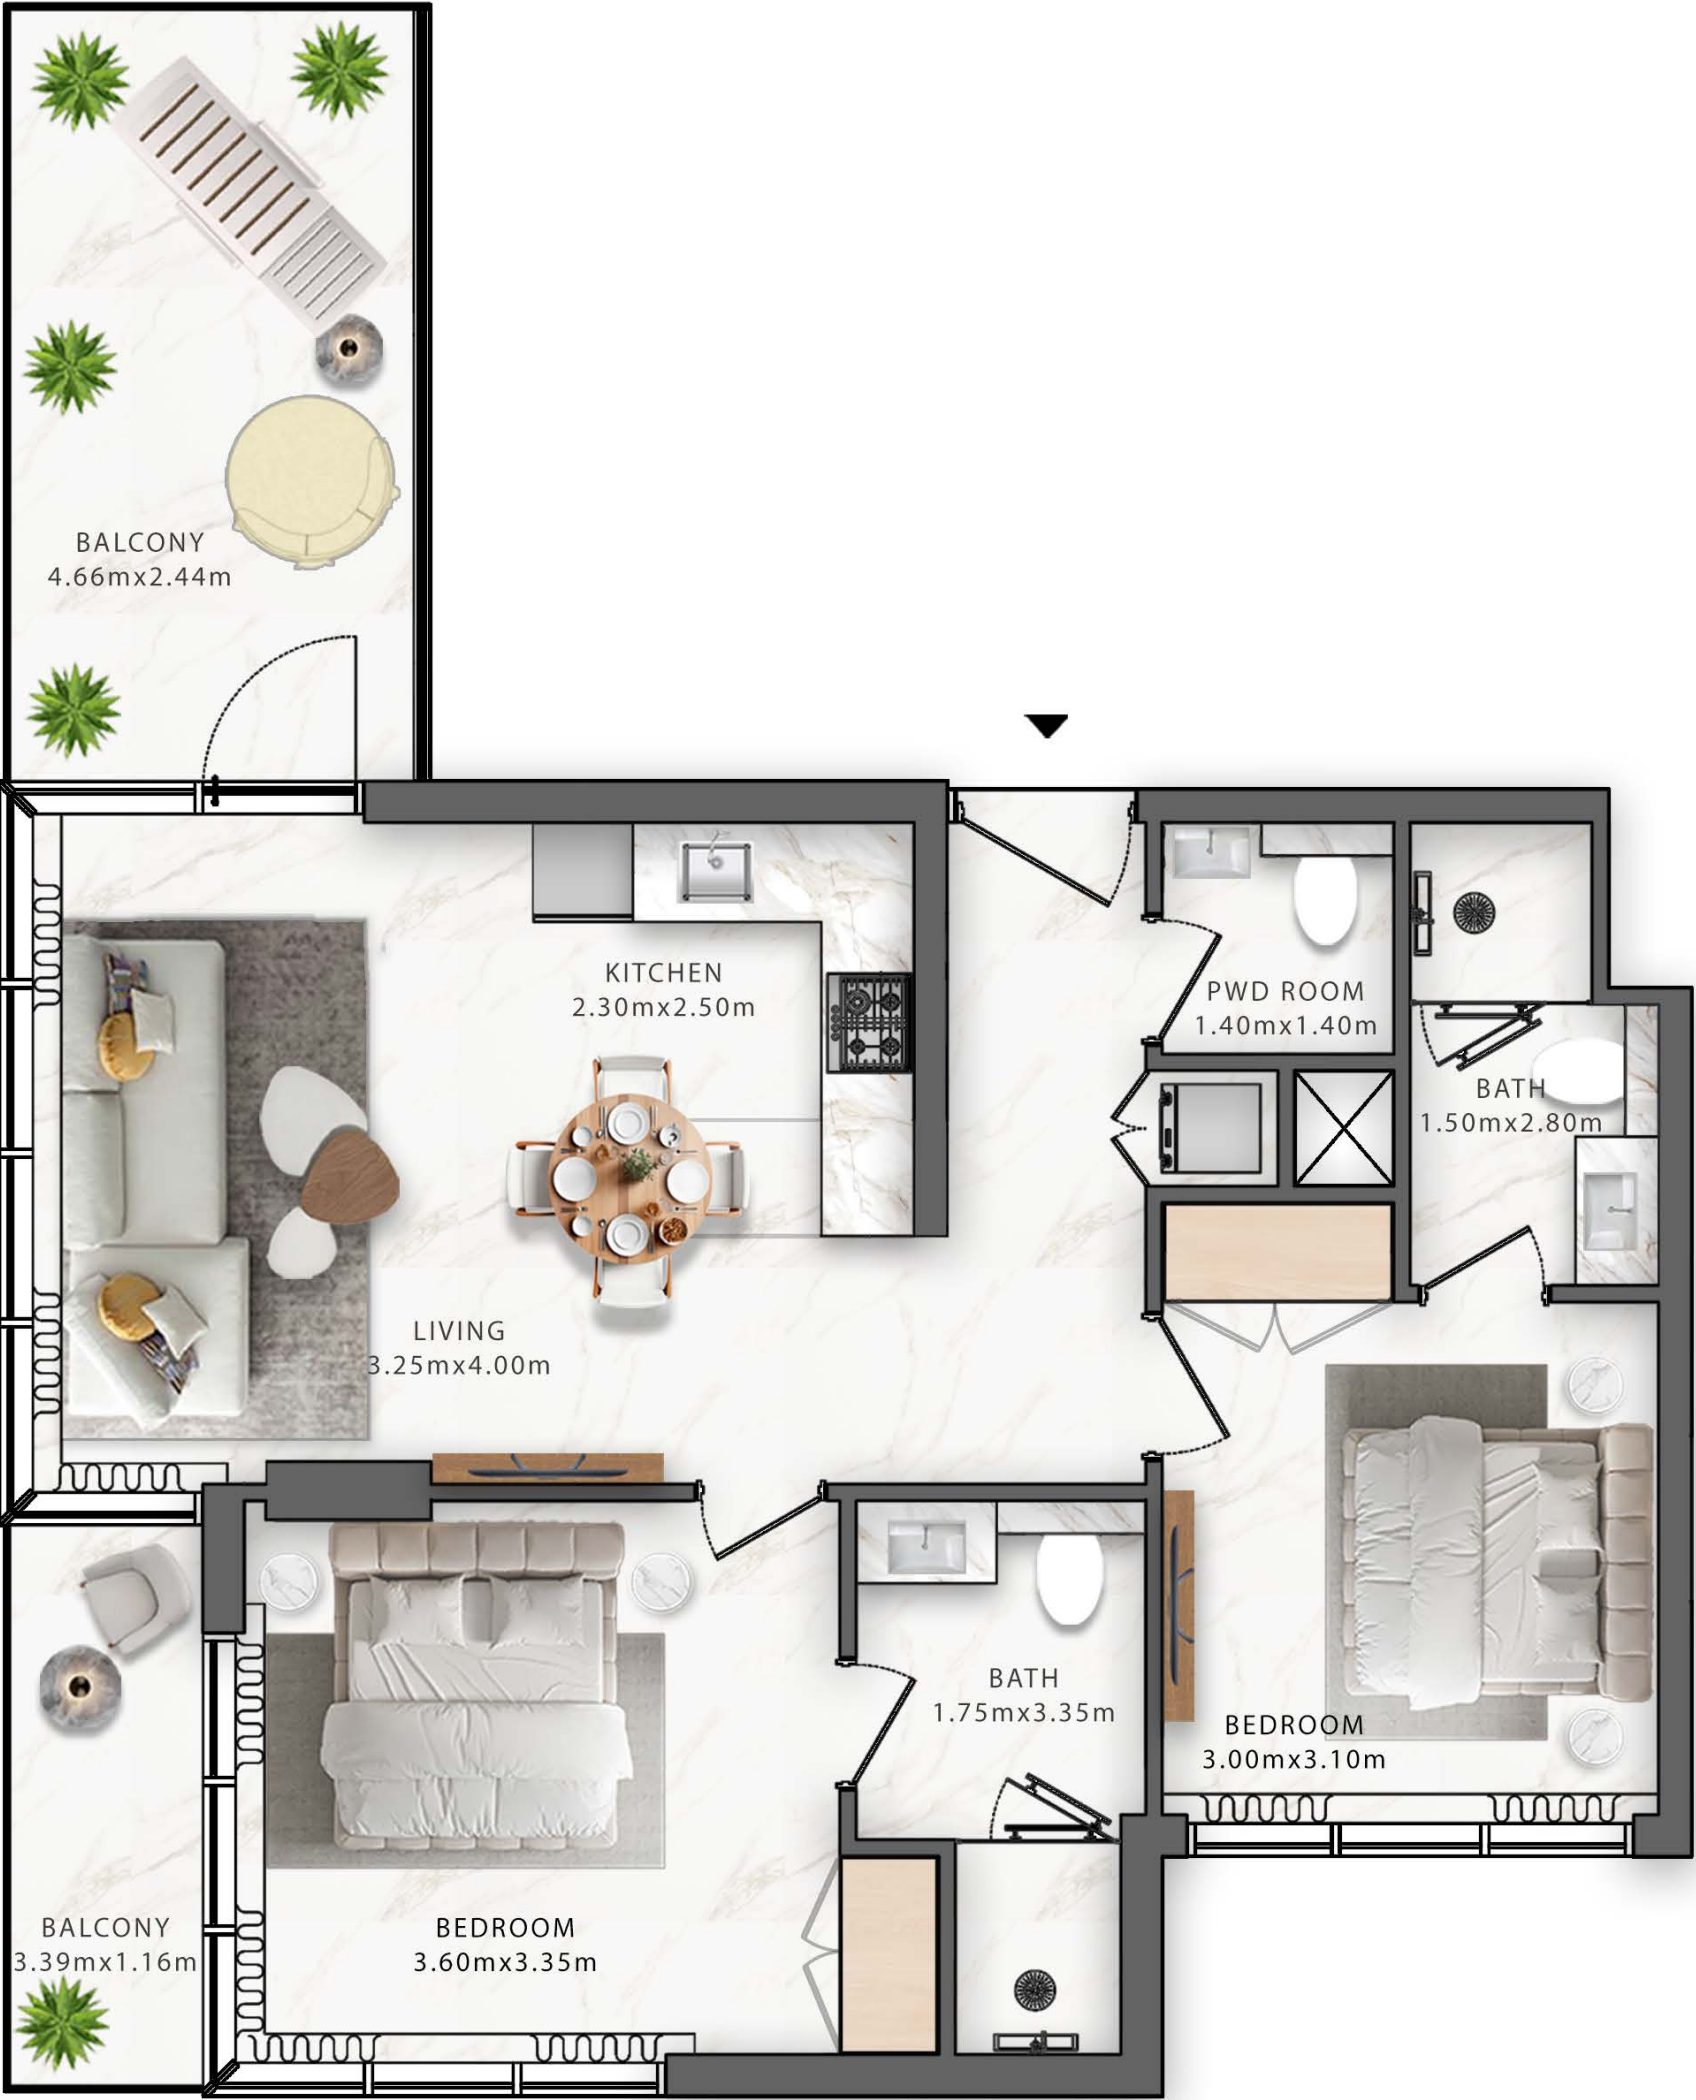 BALCONY
4.66mx2.44m
KITCHEN
2.30mx2.50m
PWD ROOM
1.40mx1.40m
BATH
1.50mx2.80m
LIVING
3.25mx4.00m
BATH
1.75mx3.35m
BEDROOM
3.00mx3.10m
BALCONY
3.39mx1.16m
BEDROOM
3.60mx3.35m